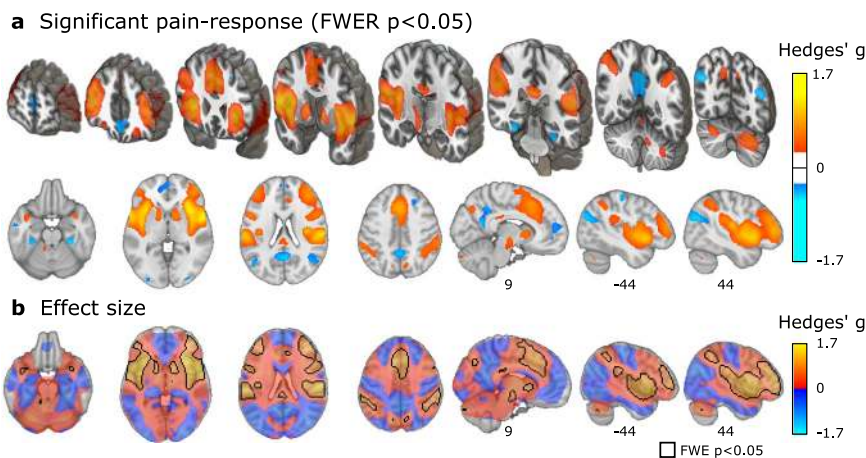 a Significant pain-response (FWER p<0.05)
Hedges' g
1.7
0
-1.7
9
-44
44
b Effect size
Hedges' g
1.7
0
-1.7
9
-44
44
FWE p<0.05